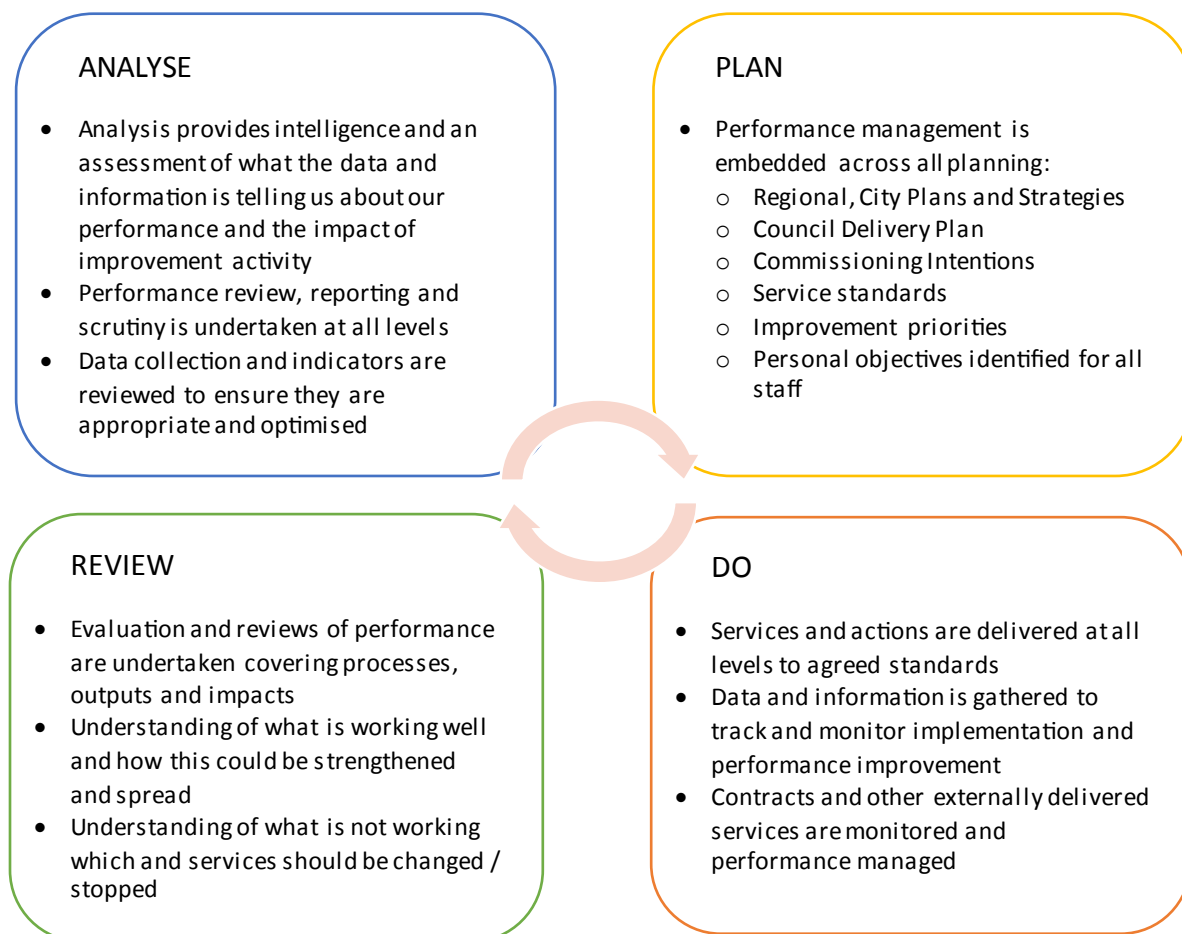 ANALYSE
• Analysis provides intelligence and an
assessment of what the data and
information is telling us about our
performance and the impact of
improvement activity
• Performance review, reporting and
scrutiny is undertaken at all levels
• Data collection and indicators are
reviewed to ensure they are
appropriate and optimised
PLAN
• Performance management is
embedded across all planning:
o Regional, City Plans and Strategies
o Council Delivery Plan
o Commissioning Intentions
o Service standards
o Improvement priorities
o Personal objectives identified for all
staff
REVIEW
• Evaluation and reviews of performance
are undertaken covering processes,
outputs and impacts
• Understanding of what is working well
and how this could be strengthened
and spread
• Understanding of what is not working
which and services should be changed /
stopped
DO
• Services and actions are delivered at all
levels to agreed standards
• Data and information is gathered to
track and monitor implementation and
performance improvement
• Contracts and other externally delivered
services are monitored and
performance managed